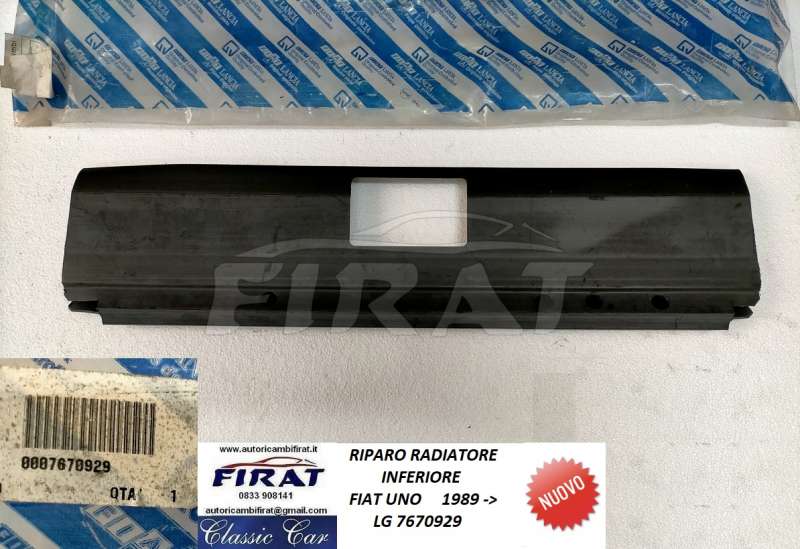 FIRAT
0007670929
QTA' 1
www.autoricambifirat.it
FIRAT
0833 908141
autoricambifirat@gmail.com
Classic Car
RIPARO RADIATORE
INFERIORE
FIAT UNO 1989 ->
LG 7670929
NUOVO
LANCIA